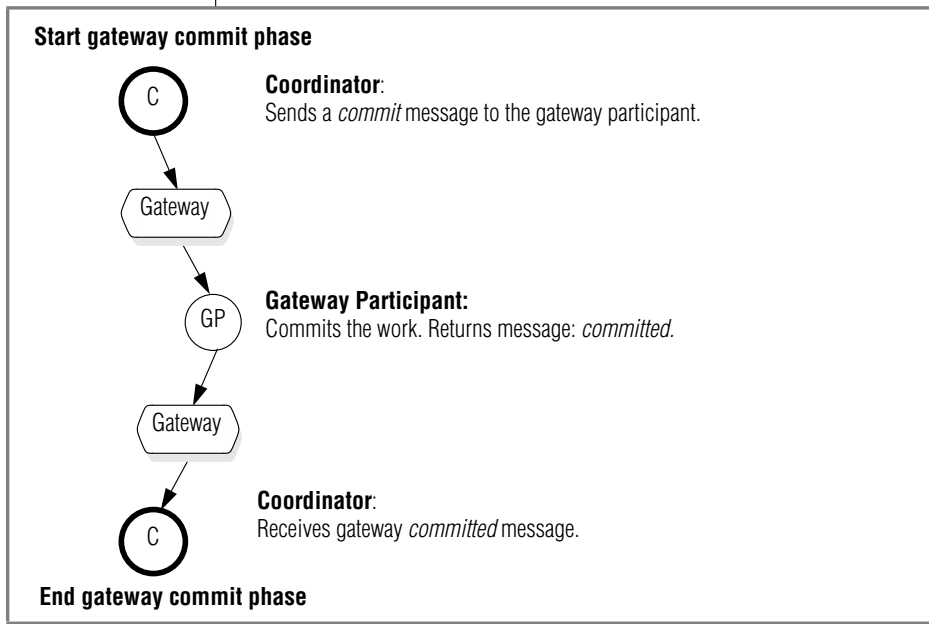 Start gateway commit phase
C
Coordinator:
Sends a commit message to the gateway participant.
Gateway
GP
Gateway Participant:
Commits the work. Returns message: committed.
Gateway
C
Coordinator:
Receives gateway committed message.
End gateway commit phase